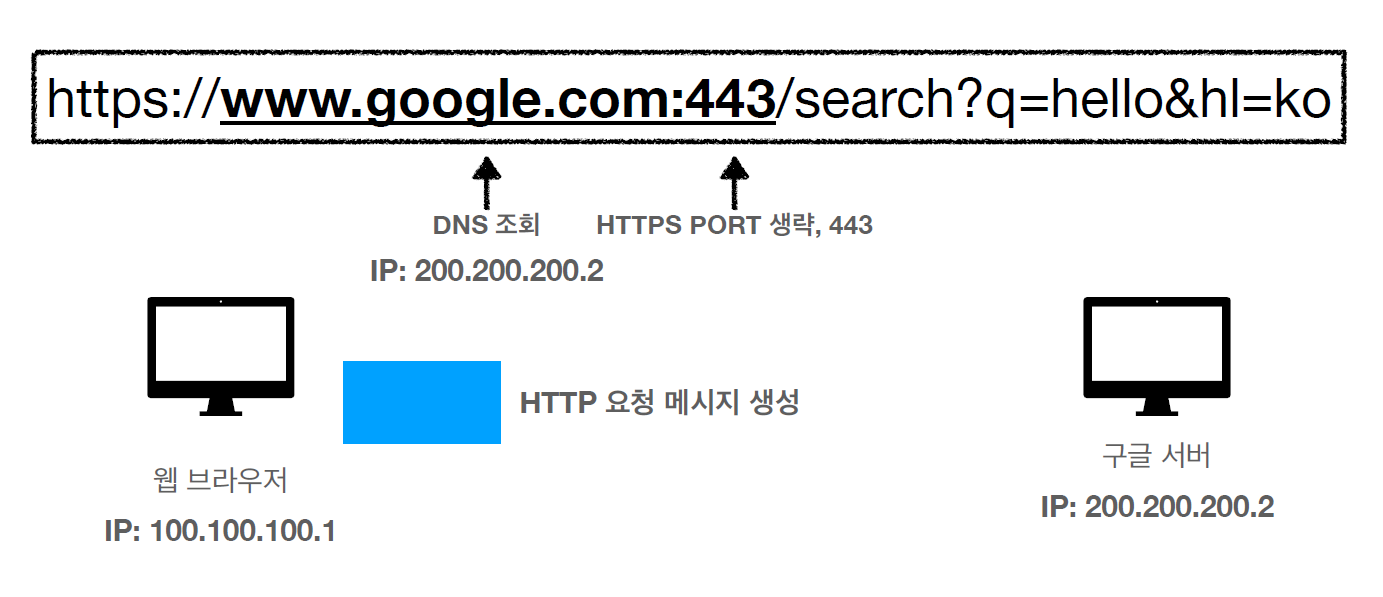 https://www.google.com:443/search?q=hello&hl=ko
DNS 조회
HTTPS PORT 생략, 443
IP: 200.200.200.2
HTTP 요청 메시지 생성
웹 브라우저
IP: 100.100.100.1
구글 서버
IP: 200.200.200.2